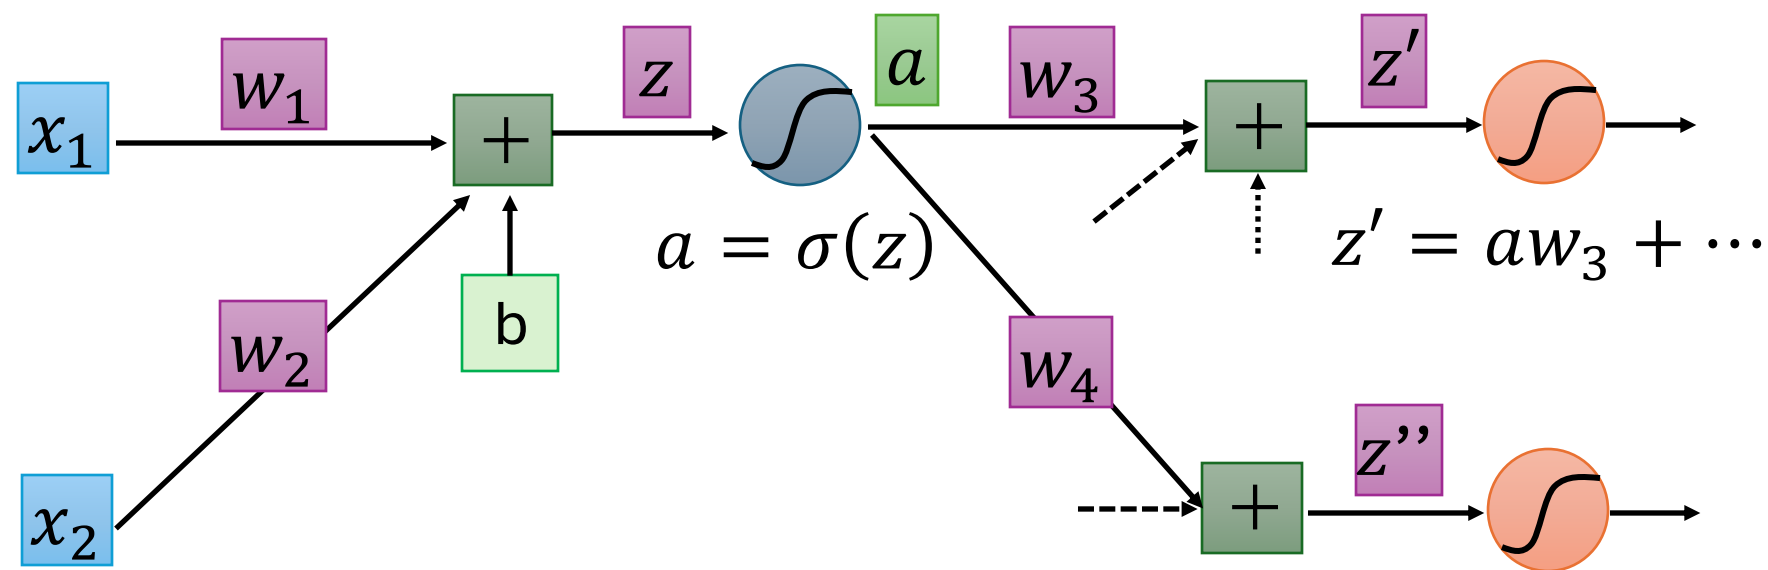 x₁
w₁
+
z
a
w₃
+
z′
a = σ(z)
z′ = aw₃ + ⋯
w₂
b
w₄
x₂
+
z’’